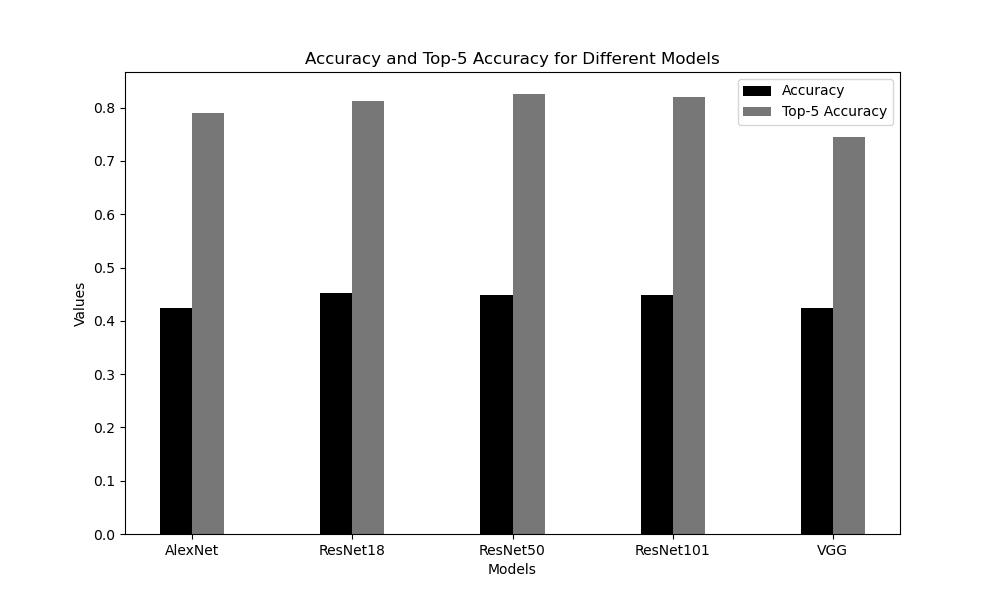 Accuracy and Top-5 Accuracy for Different Models
Accuracy
Top-5 Accuracy
0.8
0.7
0.6
0.5
0.4
0.3
0.2
0.1
0.0
Values
AlexNet ResNet18 ResNet50 ResNet101 VGG
Models